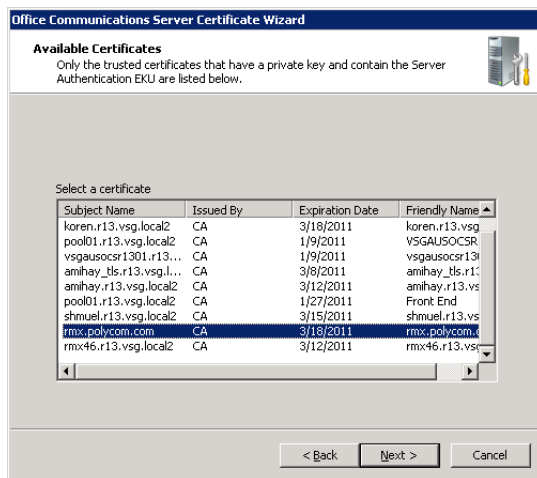 Office Communications Server Certificate Wizard
Available Certificates
Only the trusted certificates that have a private key and contain the Server
Authentication EKU are listed below.
Select a certificate
Subject Name Issued By Expiration Date Friendly Name
koren.r13.vsg.local2 CA 3/18/2011 koren.r13.vsg
pool01.r13.vsg.local2 CA 1/9/2011 VSGAUSOCSR
vsgausocsr1301.r13... CA 1/9/2011 vsgausocsr130
amihay_tls.r13.vsg.l... CA 3/8/2011 amihay_tls.r13
amihay.r13.vsg.local2 CA 3/12/2011 amihay.r13.vs
pool01.r13.vsg.local2 CA 1/27/2011 Front End
shmuel.r13.vsg.local2 CA 3/15/2011 shmuel.r13.vs
rmx.polycom.com CA 3/18/2011 rmx.polycom.c
rmx46.r13.vsg.local2 CA 3/12/2011 rmx46.r13.vsg
< Back Next > Cancel